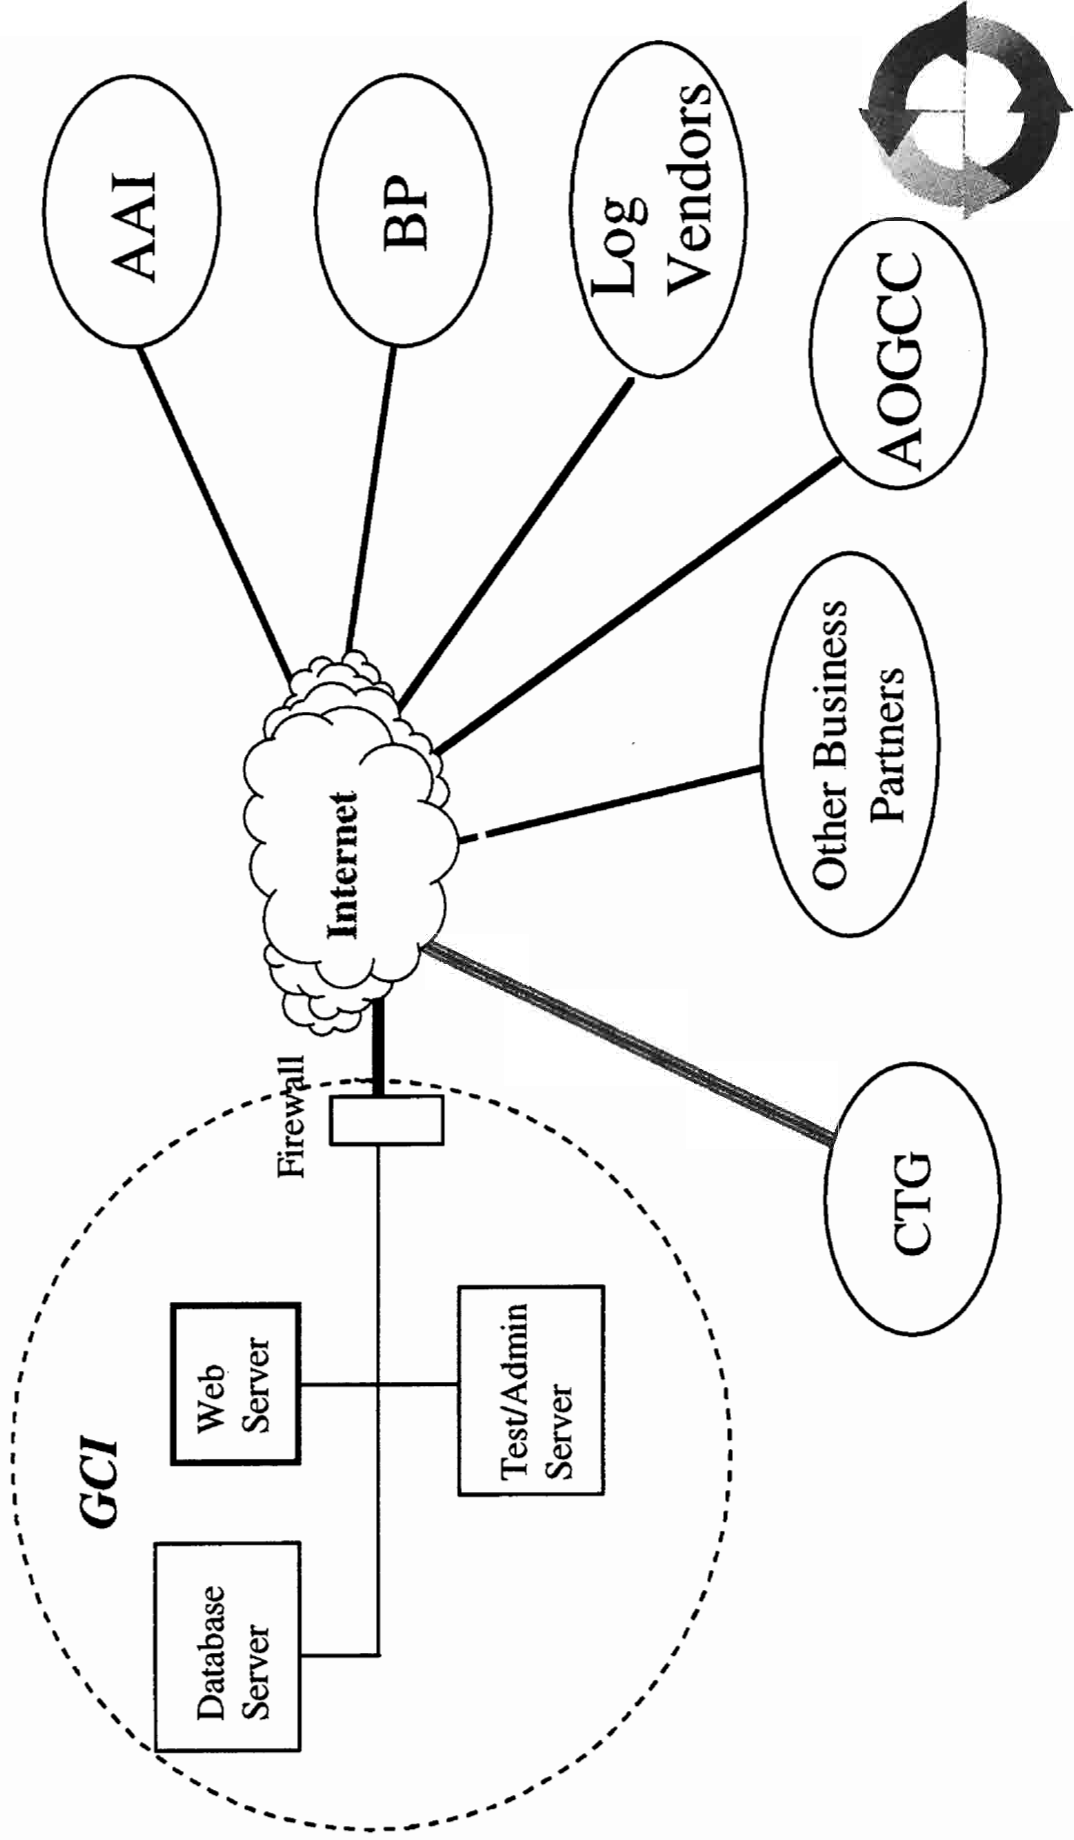 GCI
Database
Server
Web
Server
Test/Admin
Server
Firewall
Internet
AAI
BP
Log
Vendors
AOGCC
Other Business
Partners
CTG